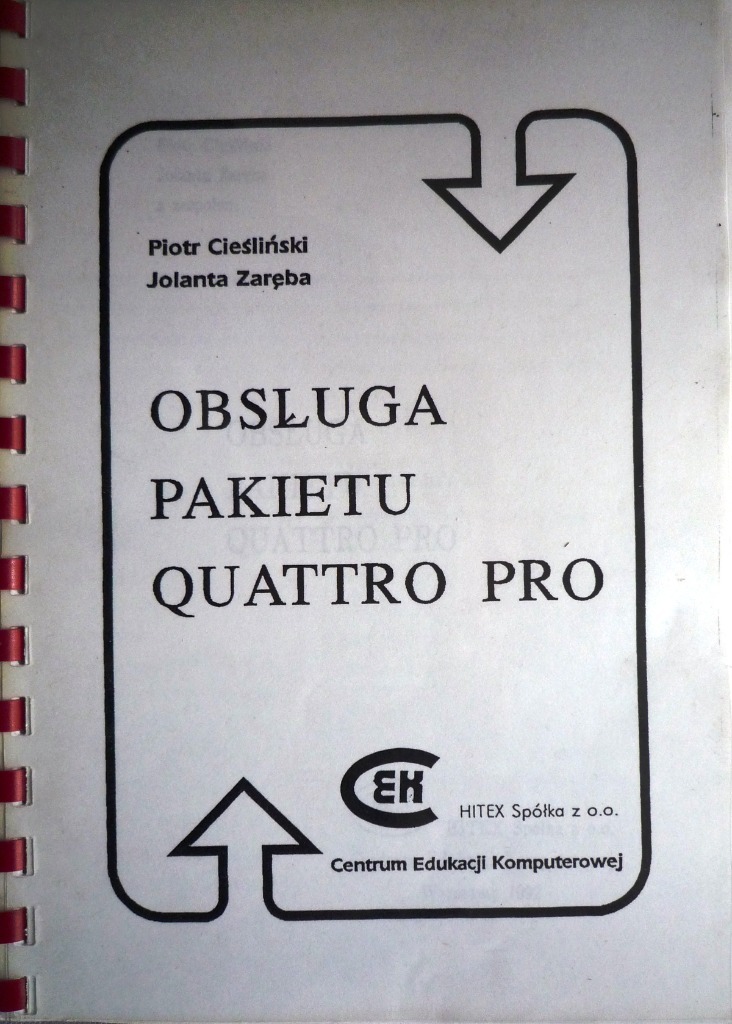 Piotr Cieśliński
Jolanta Zaręba
OBSŁUGA
PAKIETU
QUATTRO PRO
CEK
HITEX Spółka z o.o.
Centrum Edukacji Komputerowej